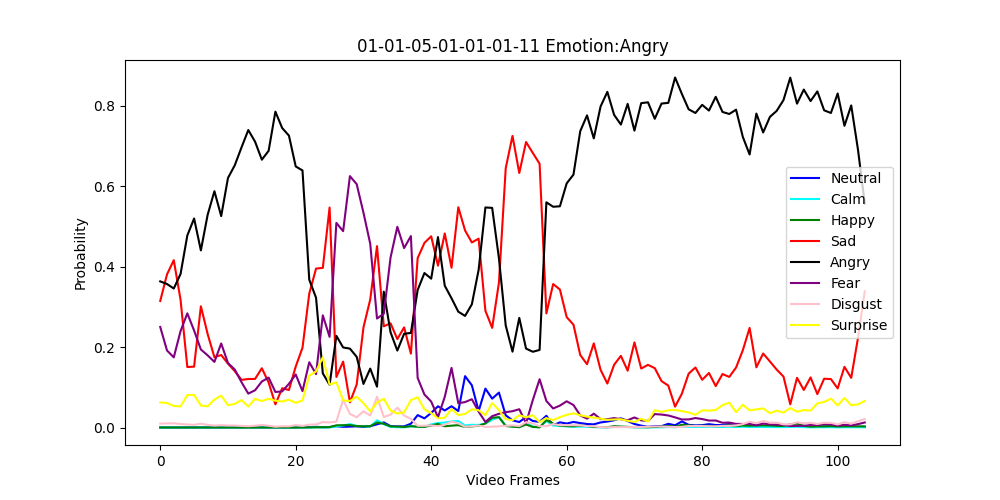 01-01-05-01-01-01-11 Emotion:Angry
Probability
0.8
0.6
0.4
0.2
0.0
0 20 40 60 80 100
Video Frames
Neutral
Calm
Happy
Sad
Angry
Fear
Disgust
Surprise